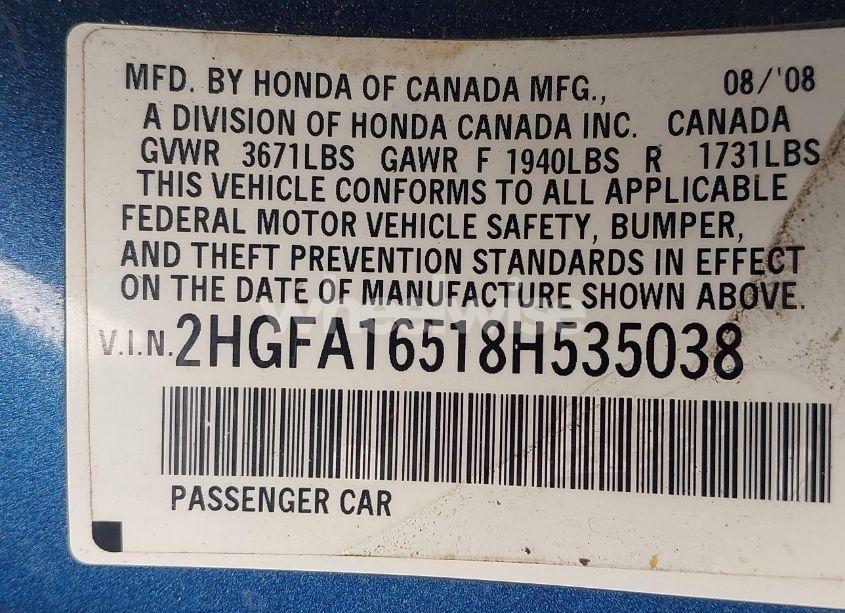 MFD. BY HONDA OF CANADA MFG., 08/'08
A DIVISION OF HONDA CANADA INC. CANADA
GVWR 3671LBS GAWR F 1940LBS R 1731LBS
THIS VEHICLE CONFORMS TO ALL APPLICABLE
FEDERAL MOTOR VEHICLE SAFETY, BUMPER,
AND THEFT PREVENTION STANDARDS IN EFFECT
ON THE DATE OF MANUFACTURE SHOWN ABOVE.
wheelwise
V.I.N. 2HGFA16518H535038
PASSENGER CAR